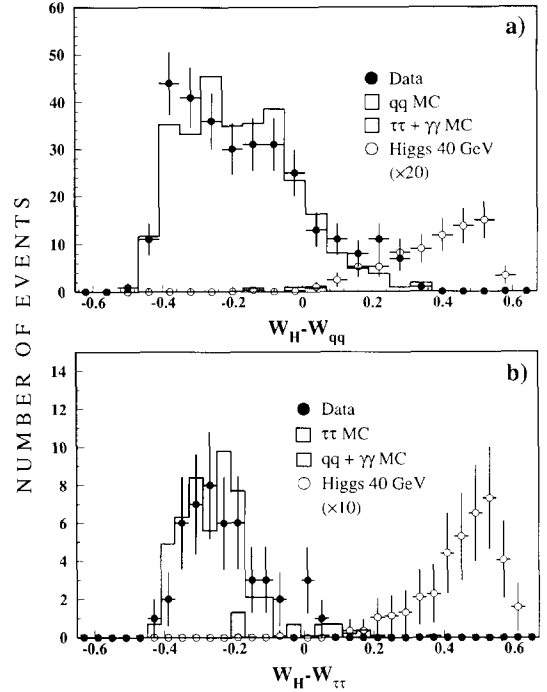 a)
60
50
40
30
20
10
0
Data
qq MC
ττ + γγ MC
Higgs 40 GeV
(×20)
-0.6 -0.4 -0.2 0 0.2 0.4 0.6
W_H-W_qq
NUMBER OF EVENTS
b)
14
12
10
8
6
4
2
0
Data
ττ MC
qq + γγ MC
Higgs 40 GeV
(×10)
-0.6 -0.4 -0.2 0 0.2 0.4 0.6
W_H-W_ττ